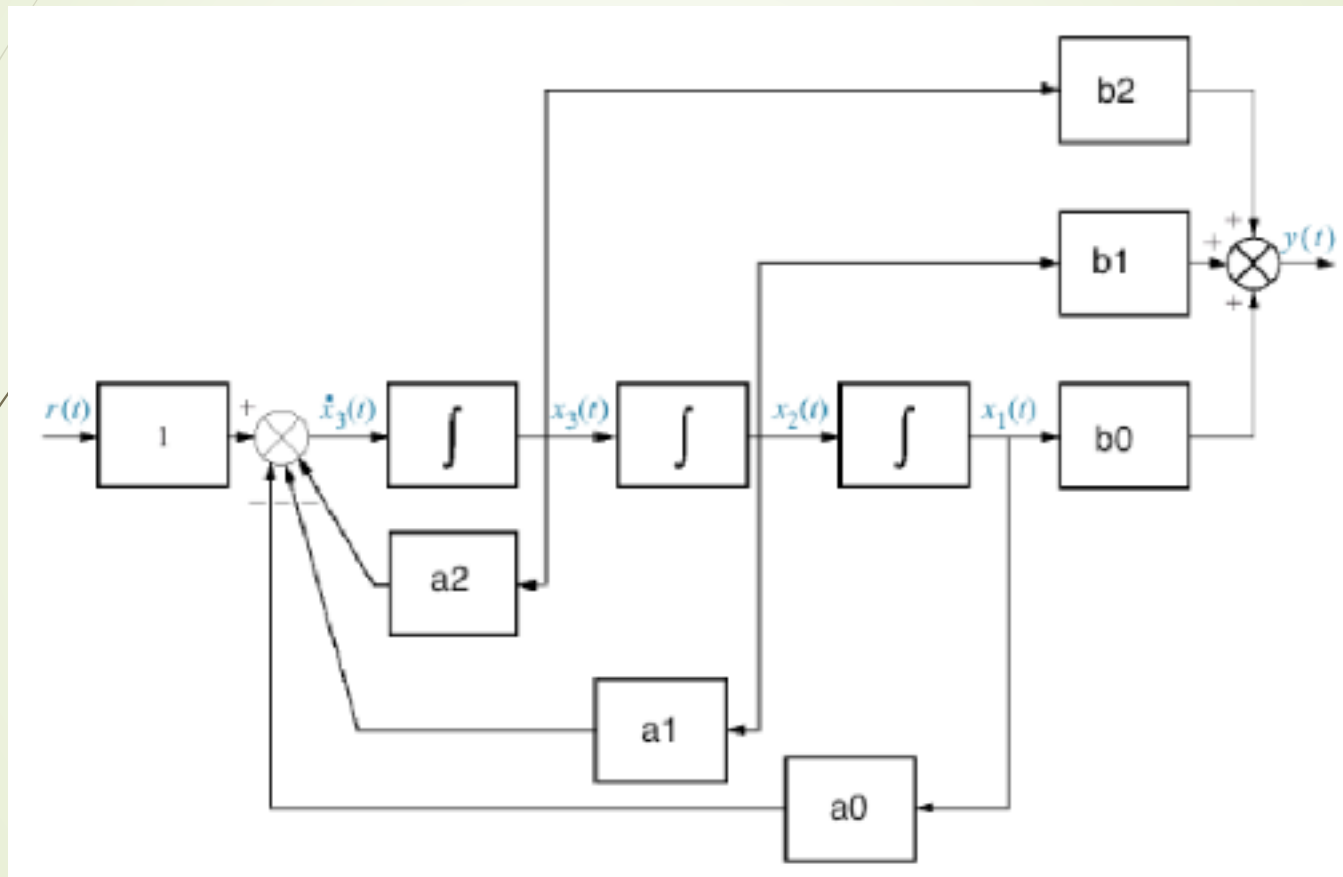 b2
b1
+
+
y(t)
+
r(t)
1
+
ẋ₃(t)
∫
x₃(t)
∫
x₂(t)
∫
x₁(t)
b0
− − −
a2
a1
a0